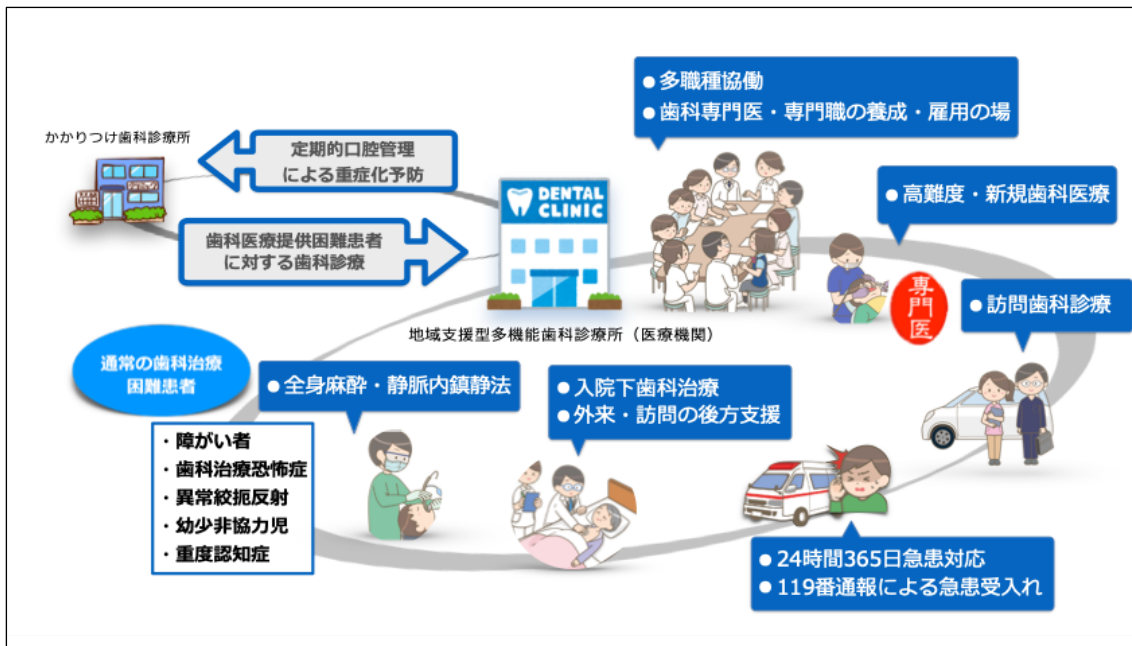 ● 多職種協働
● 歯科専門医・専門職の養成・雇用の場
かかりつけ歯科診療所
定期的口腔管理
による重症化予防
DENTAL
CLINIC
● 高難度・新規歯科医療
歯科医療提供困難患者
に対する歯科診療
専門医
● 訪問歯科診療
地域支援型多機能歯科診療所（医療機関）
通常の歯科治療
困難患者
● 全身麻酔・静脈内鎮静法
● 入院下歯科治療
● 外来・訪問の後方支援
・障がい者
・歯科治療恐怖症
・異常絞扼反射
・幼少非協力児
・重度認知症
● 24時間365日急患対応
● 119番通報による急患受入れ